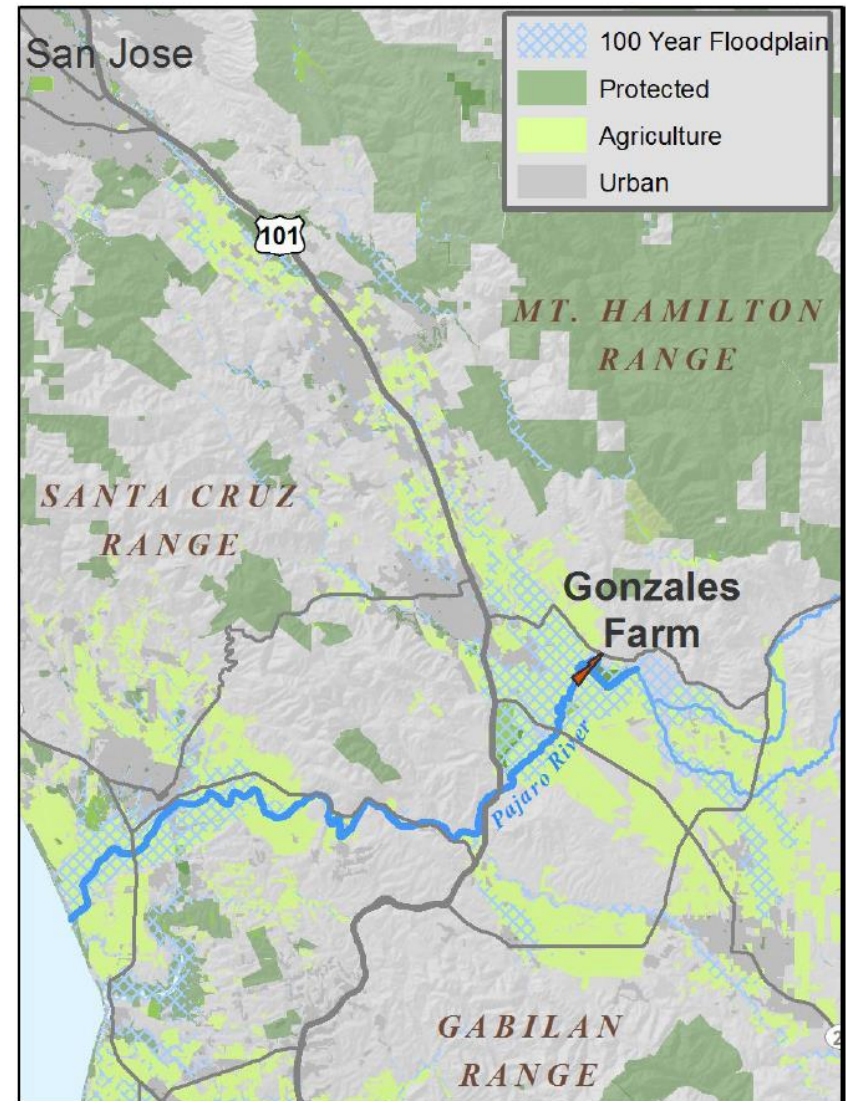 San Jose
100 Year Floodplain
Protected
Agriculture
Urban
101
MT. HAMILTON
RANGE
SANTA CRUZ
RANGE
Gonzales
Farm
Pajaro River
GABILAN
RANGE
2